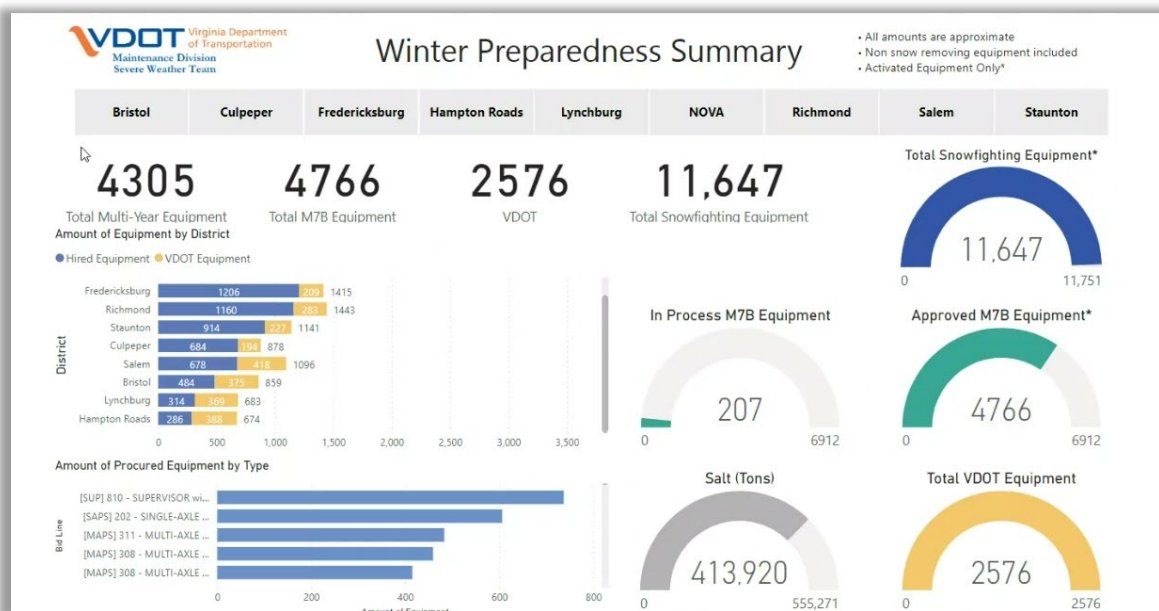 VDOT Virginia Department
of Transportation
Maintenance Division
Severe Weather Team
Winter Preparedness Summary
• All amounts are approximate
• Non snow removing equipment included
• Activated Equipment Only*
Bristol Culpeper Fredericksburg Hampton Roads Lynchburg NOVA Richmond Salem Staunton
4305 4766 2576 11,647
Total Multi-Year Equipment Total M7B Equipment VDOT Total Snowfighting Equipment
Amount of Equipment by District
Hired Equipment VDOT Equipment
District
Fredericksburg 1206 209 1415
Richmond 1160 283 1443
Staunton 914 227 1141
Culpeper 684 194 878
Salem 678 418 1096
Bristol 484 375 859
Lynchburg 314 369 683
Hampton Roads 286 388 674
0 500 1,000 1,500 2,000 2,500 3,000 3,500
Amount of Procured Equipment by Type
Bid Line
[SUP] 810 - SUPERVISOR wi...
[SAPS] 202 - SINGLE-AXLE ...
[MAPS] 311 - MULTI-AXLE ...
[MAPS] 308 - MULTI-AXLE ...
[MAPS] 308 - MULTI-AXLE ...
0 200 400 600 800
Amount of Equipment
Total Snowfighting Equipment*
11,647
0 11,751
In Process M7B Equipment
207
0 6912
Approved M7B Equipment*
4766
0 6912
Salt (Tons)
413,920
0 555,271
Total VDOT Equipment
2576
0 2576